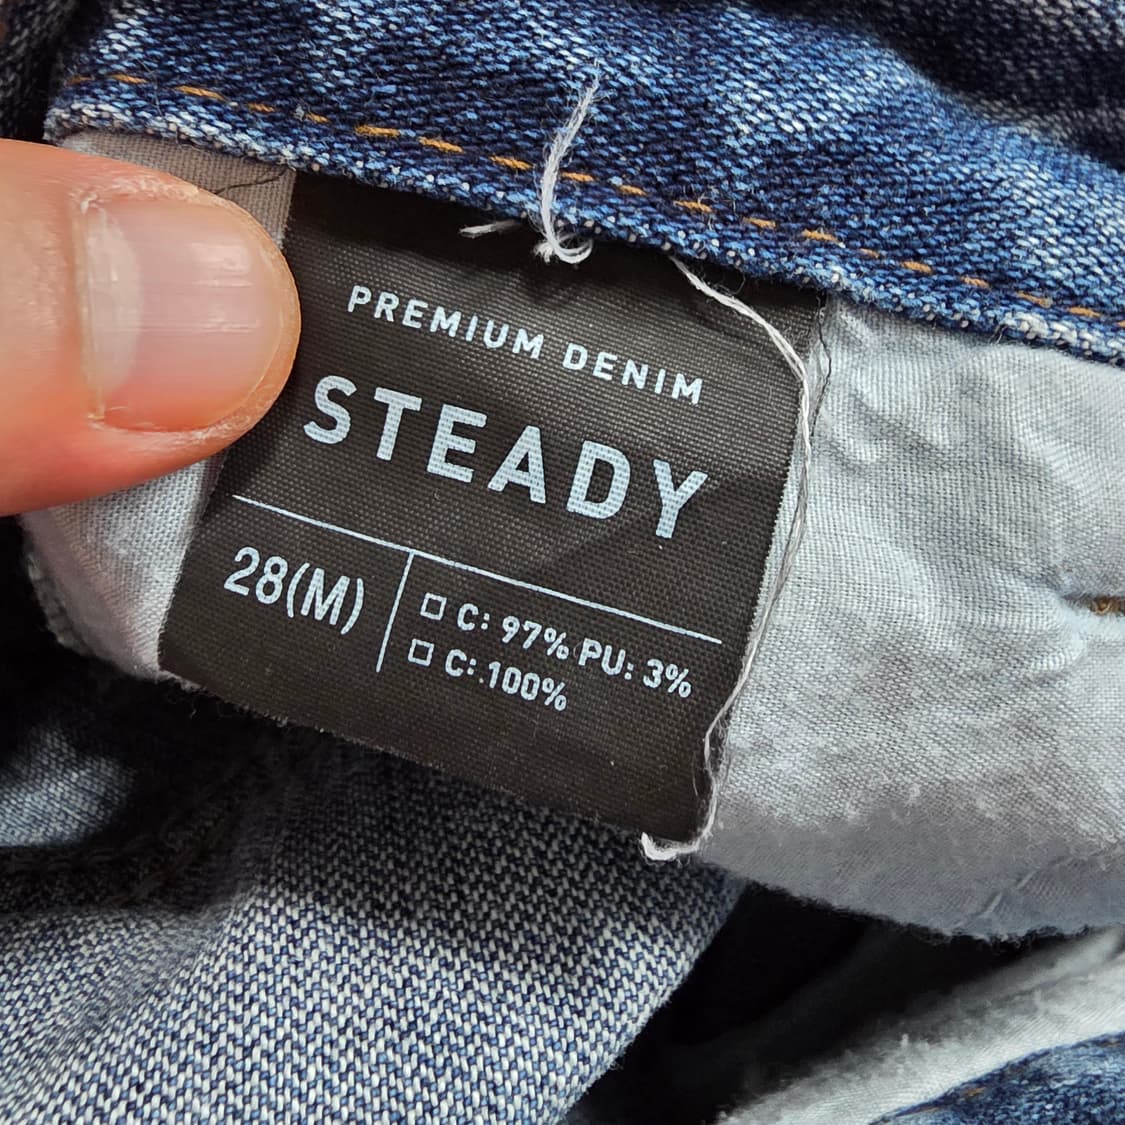 PREMIUM DENIM
STEADY
28(M)
□ C: 97% PU: 3%
□ C: 100%